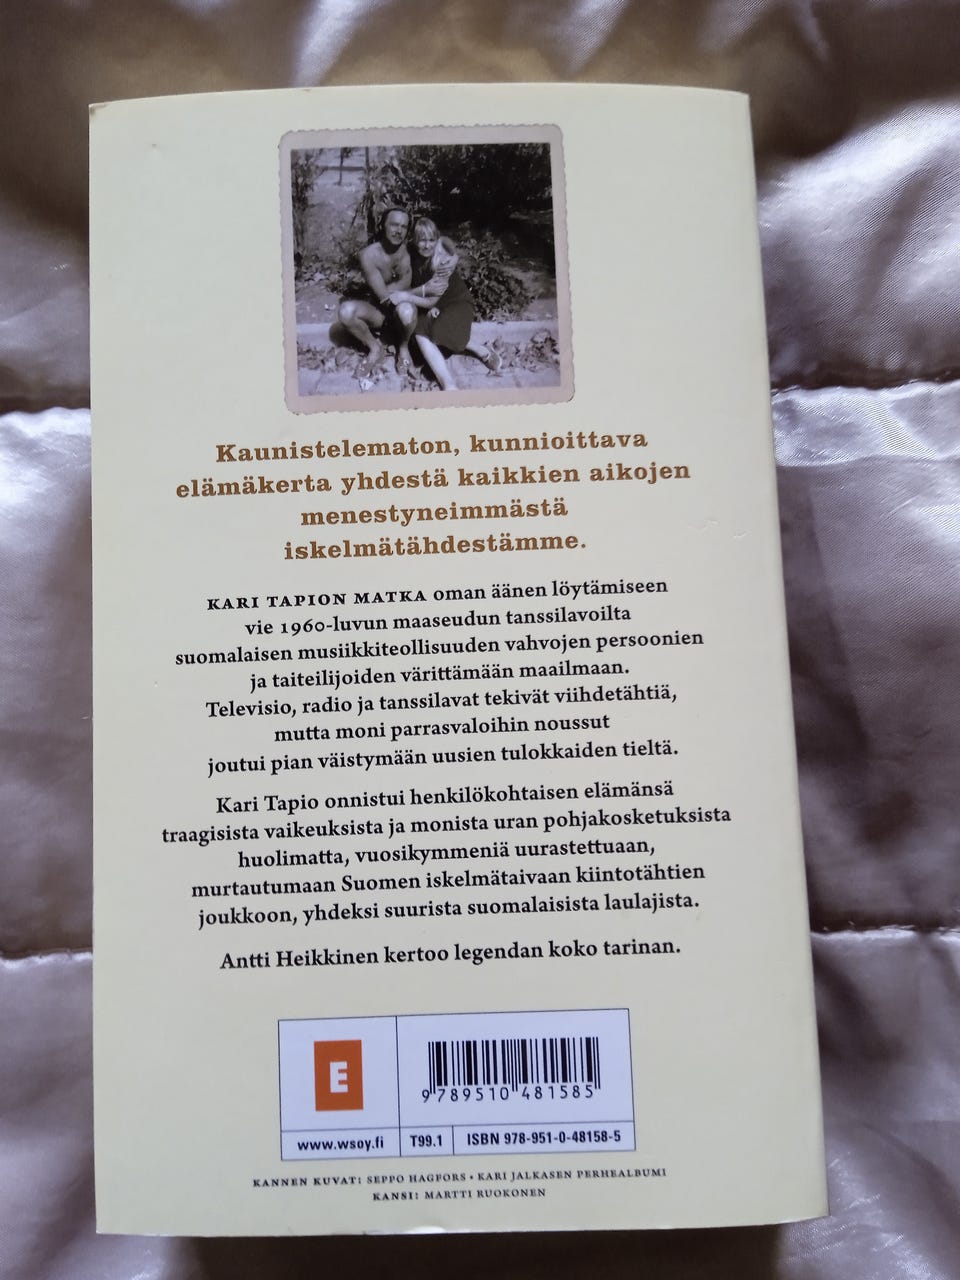 Kaunistelematon, kunnioittava
elämäkerta yhdestä kaikkien aikojen
menestyneimmästä
iskelmätähdestämme.
KARI TAPION MATKA oman äänen löytämiseen
vie 1960-luvun maaseudun tanssilavoilta
suomalaisen musiikkiteollisuuden vahvojen persoonien
ja taiteilijoiden värittämään maailmaan.
Televisio, radio ja tanssilavat tekivät viihdetähtiä,
mutta moni parrasvaloihin noussut
joutui pian väistymään uusien tulokkaiden tieltä.
Kari Tapio onnistui henkilökohtaisen elämänsä
traagisista vaikeuksista ja monista uran pohjakosketuksista
huolimatta, vuosikymmeniä uurastettuaan,
murtautumaan Suomen iskelmätaivaan kiintotähtien
joukkoon, yhdeksi suurista suomalaisista laulajista.
Antti Heikkinen kertoo legendan koko tarinan.
E
9 789510 481585
www.wsoy.fi T99.1 ISBN 978-951-0-48158-5
KANNEN KUVAT: SEPPO HAGFORS • KARI JALKASEN PERHEALBUMI
KANSI: MARTTI RUOKONEN